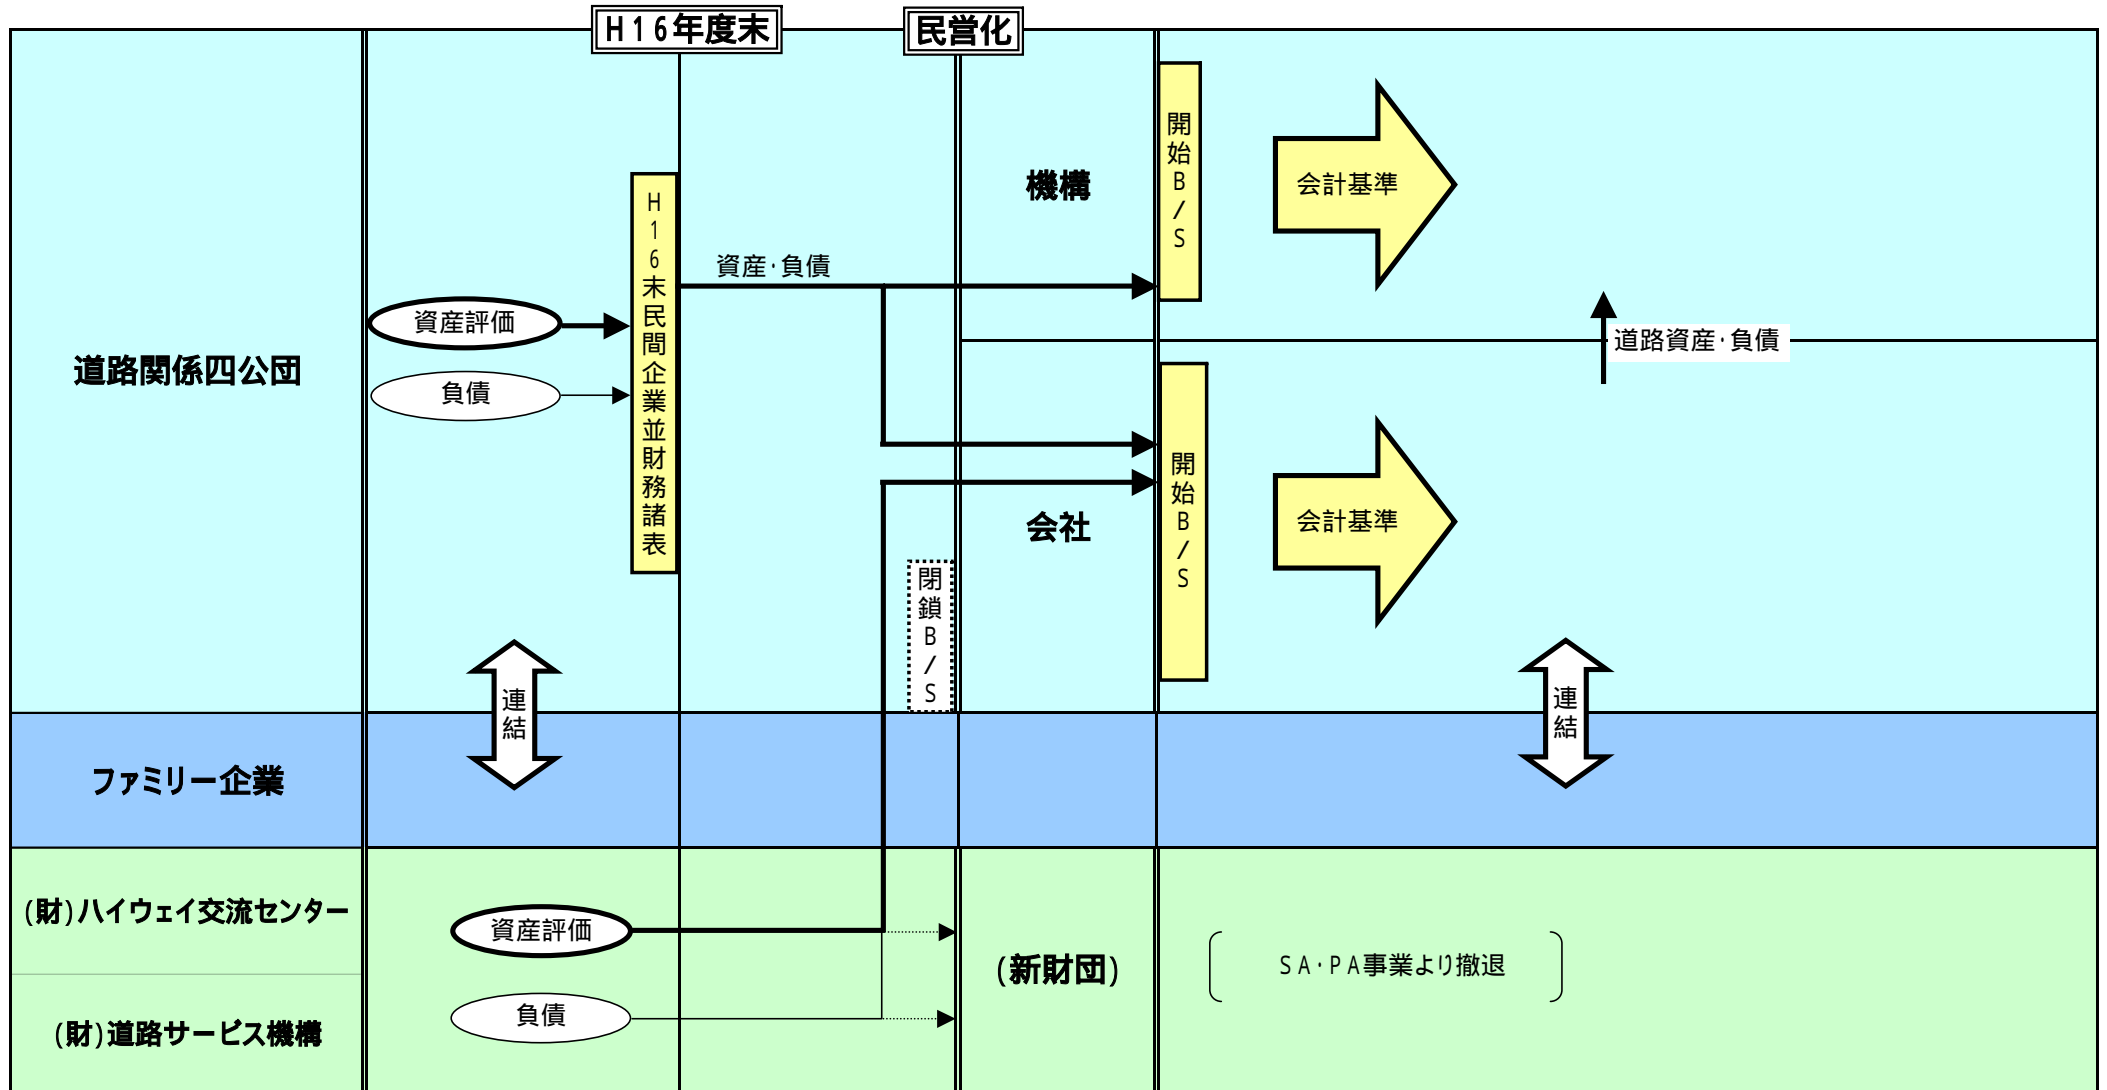 H16年度末
民営化
道路関係四公団
資産評価
負債
H16末民間企業並財務諸表
資産・負債
機構
開始B/S
会計基準
道路資産・負債
会社
開始B/S
会計基準
閉鎖B/S
連結
連結
ファミリー企業
(財)ハイウェイ交流センター
資産評価
(新財団)
SA・PA事業より撤退
負債
(財)道路サービス機構